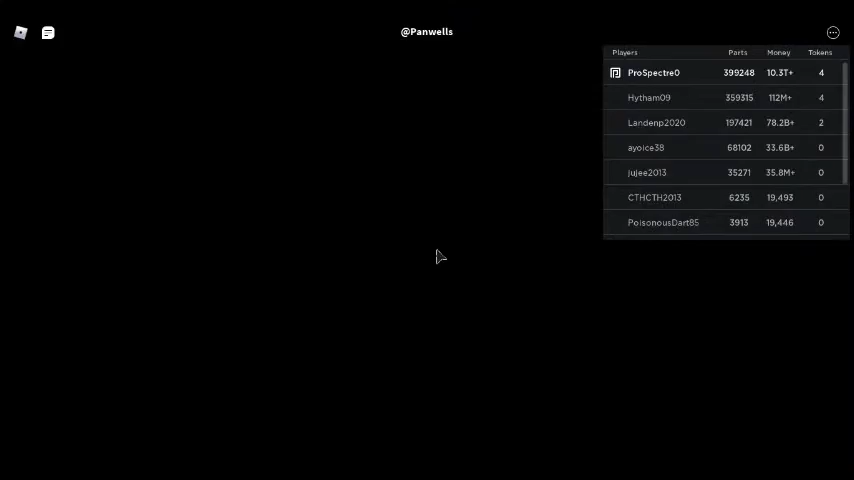 @Panwells
Players Parts Money Tokens
ProSpectre0 399248 10.3T+ 4
Hytham09 359315 112M+ 4
Landenp2020 197421 78.2B+ 2
ayoice38 68102 33.6B+ 0
jujee2013 35271 35.8M+ 0
CTHCTH2013 6235 19,493 0
PoisonousDart85 3913 19,446 0